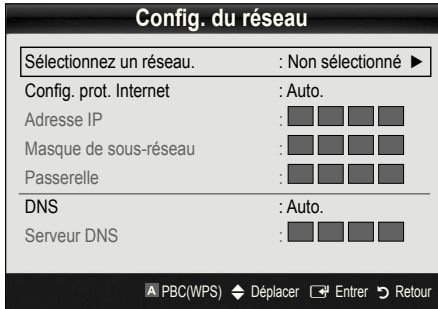 Config. du réseau
Sélectionnez un réseau. : Non sélectionné ►
Config. prot. Internet : Auto.
Adresse IP :
Masque de sous-réseau :
Passerelle :
DNS : Auto.
Serveur DNS :
A PBC(WPS) Déplacer Entrer Retour